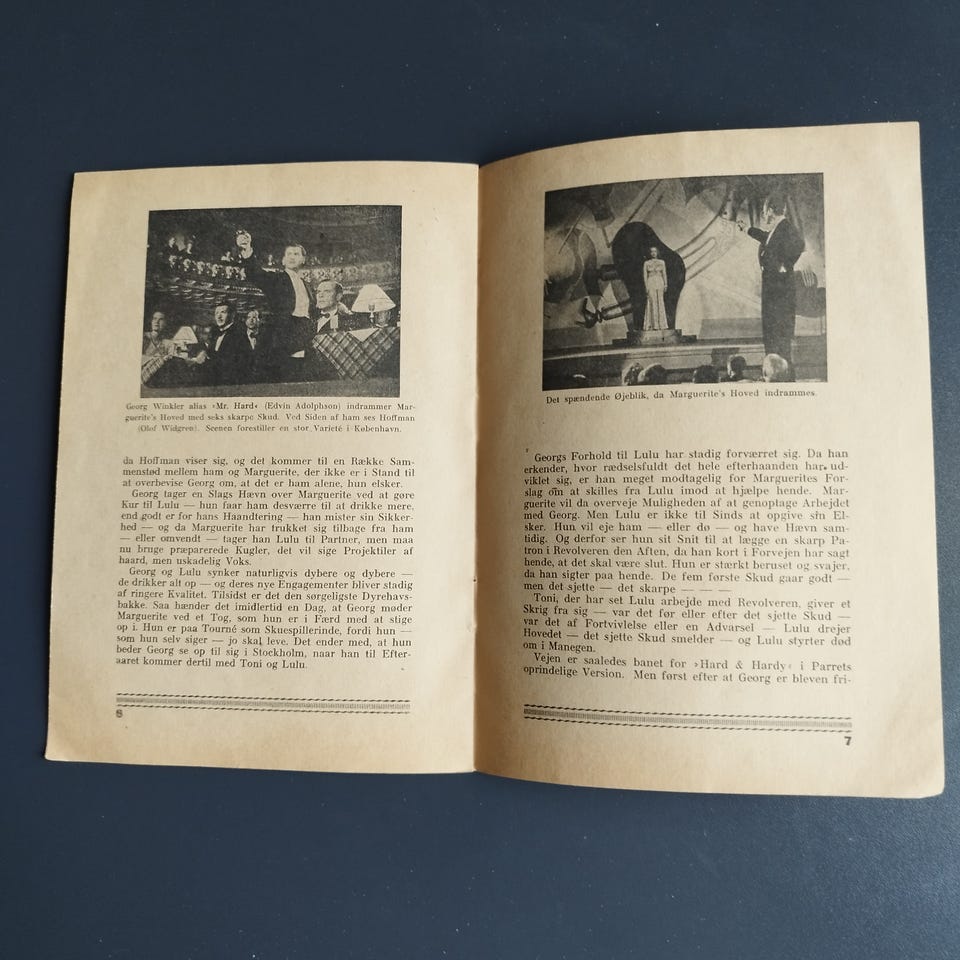 Georg Winkler alias »Mr. Hard« (Edvin Adolphson) indrammer Mar-
guerite's Hoved med seks skarpe Skud. Ved Siden af ham ses Hoffman
(Olof Widgren). Scenen forestiller en stor Varieté i København.
da Hoffman viser sig, og det kommer til en Række Sam-
menstød mellem ham og Marguerite, der ikke er i Stand til
at overbevise Georg om, at det er ham alene, hun elsker.
Georg tager en Slags Hævn over Marguerite ved at gøre
Kur til Lulu — hun faar ham desværre til at drikke mere,
end godt er for hans Haandtering — han mister sin Sikker-
hed — og da Marguerite har trukket sig tilbage fra ham
— eller omvendt — tager han Lulu til Partner, men maa
nu bruge præparerede Kugler, det vil sige Projektiler af
haard, men uskadelig Voks.
Georg og Lulu synker naturligvis dybere og dybere —
de drikker alt op — og deres nye Engagementer bliver stadig
af ringere Kvalitet. Tilsidst er det den sørgeligste Dyrehavs-
bakke. Saa hænder det imidlertid en Dag, at Georg møder
Marguerite ved et Tog, som hun er i Færd med at stige
op i. Hun er paa Tourné som Skuespillerinde, fordi hun —
som hun selv siger — jo skal leve. Det ender med, at hun
beder Georg se op til sig i Stockholm, naar han til Efter-
aaret kommer dertil med Toni og Lulu.
Det spændende Øjeblik, da Marguerite's Hoved indrammes.
Georgs Forhold til Lulu har stadig forværret sig. Da han
erkender, hvor rædselsfuldt det hele efterhaanden har ud-
viklet sig, er han meget modtagelig for Marguerites For-
slag om at skilles fra Lulu imod at hjælpe hende. Mar-
guerite vil da overveje Muligheden af at genoptage Arbejdet
med Georg. Men Lulu er ikke til Sinds at opgive sin El-
sker. Hun vil eje ham — eller dø — og have Hævn sam-
tidig. Og derfor ser hun sit Snit til at lægge en skarp Pa-
tron i Revolveren den Aften, da han kort i Forvejen har sagt
hende, at det skal være slut. Hun er stærkt beruset og svajer,
da han sigter paa hende. De fem første Skud gaar godt —
men det sjette — det skarpe — — —
Toni, der har set Lulu arbejde med Revolveren, giver et
Skrig fra sig — var det før eller efter det sjette Skud —
var det af Fortvivlelse eller en Advarsel — Lulu drejer
Hovedet — det sjette Skud smelder — og Lulu styrter død
om i Manegen.
Vejen er saaledes banet for »Hard & Hardy« i Parrets
oprindelige Version. Men først efter at Georg er bleven fri-
7